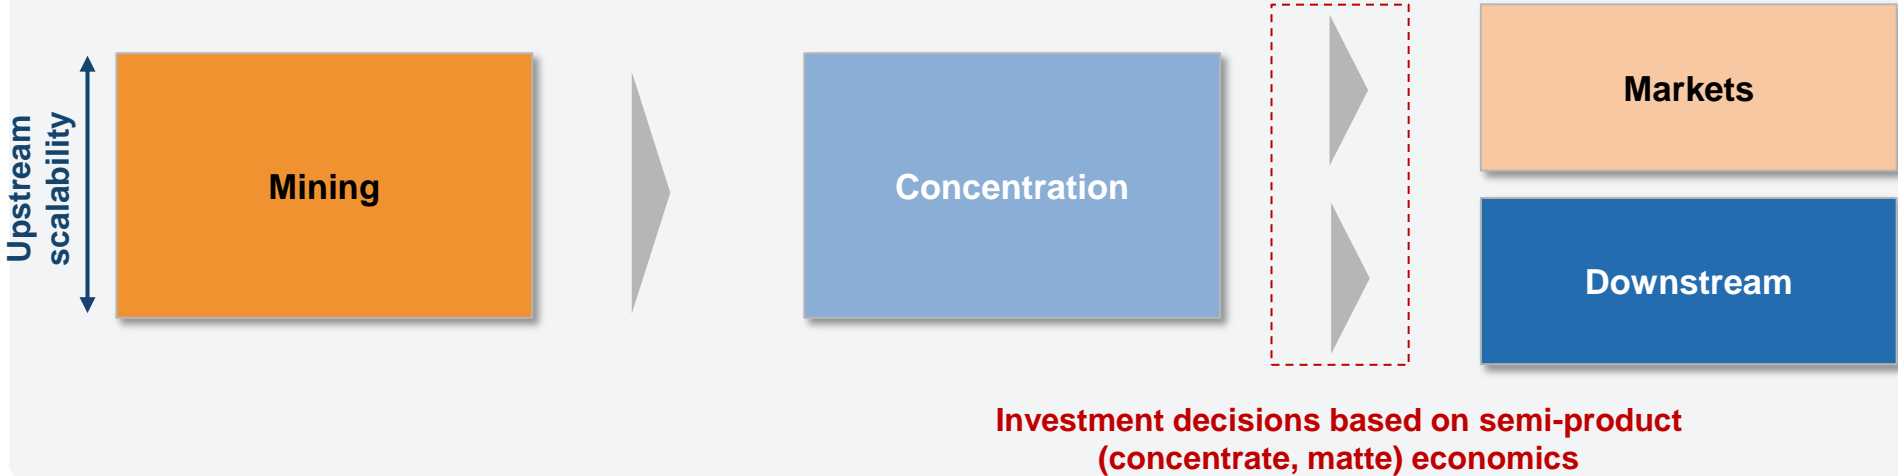 Upstream
scalability
Mining
Concentration
Markets
Downstream
Investment decisions based on semi-product
(concentrate, matte) economics